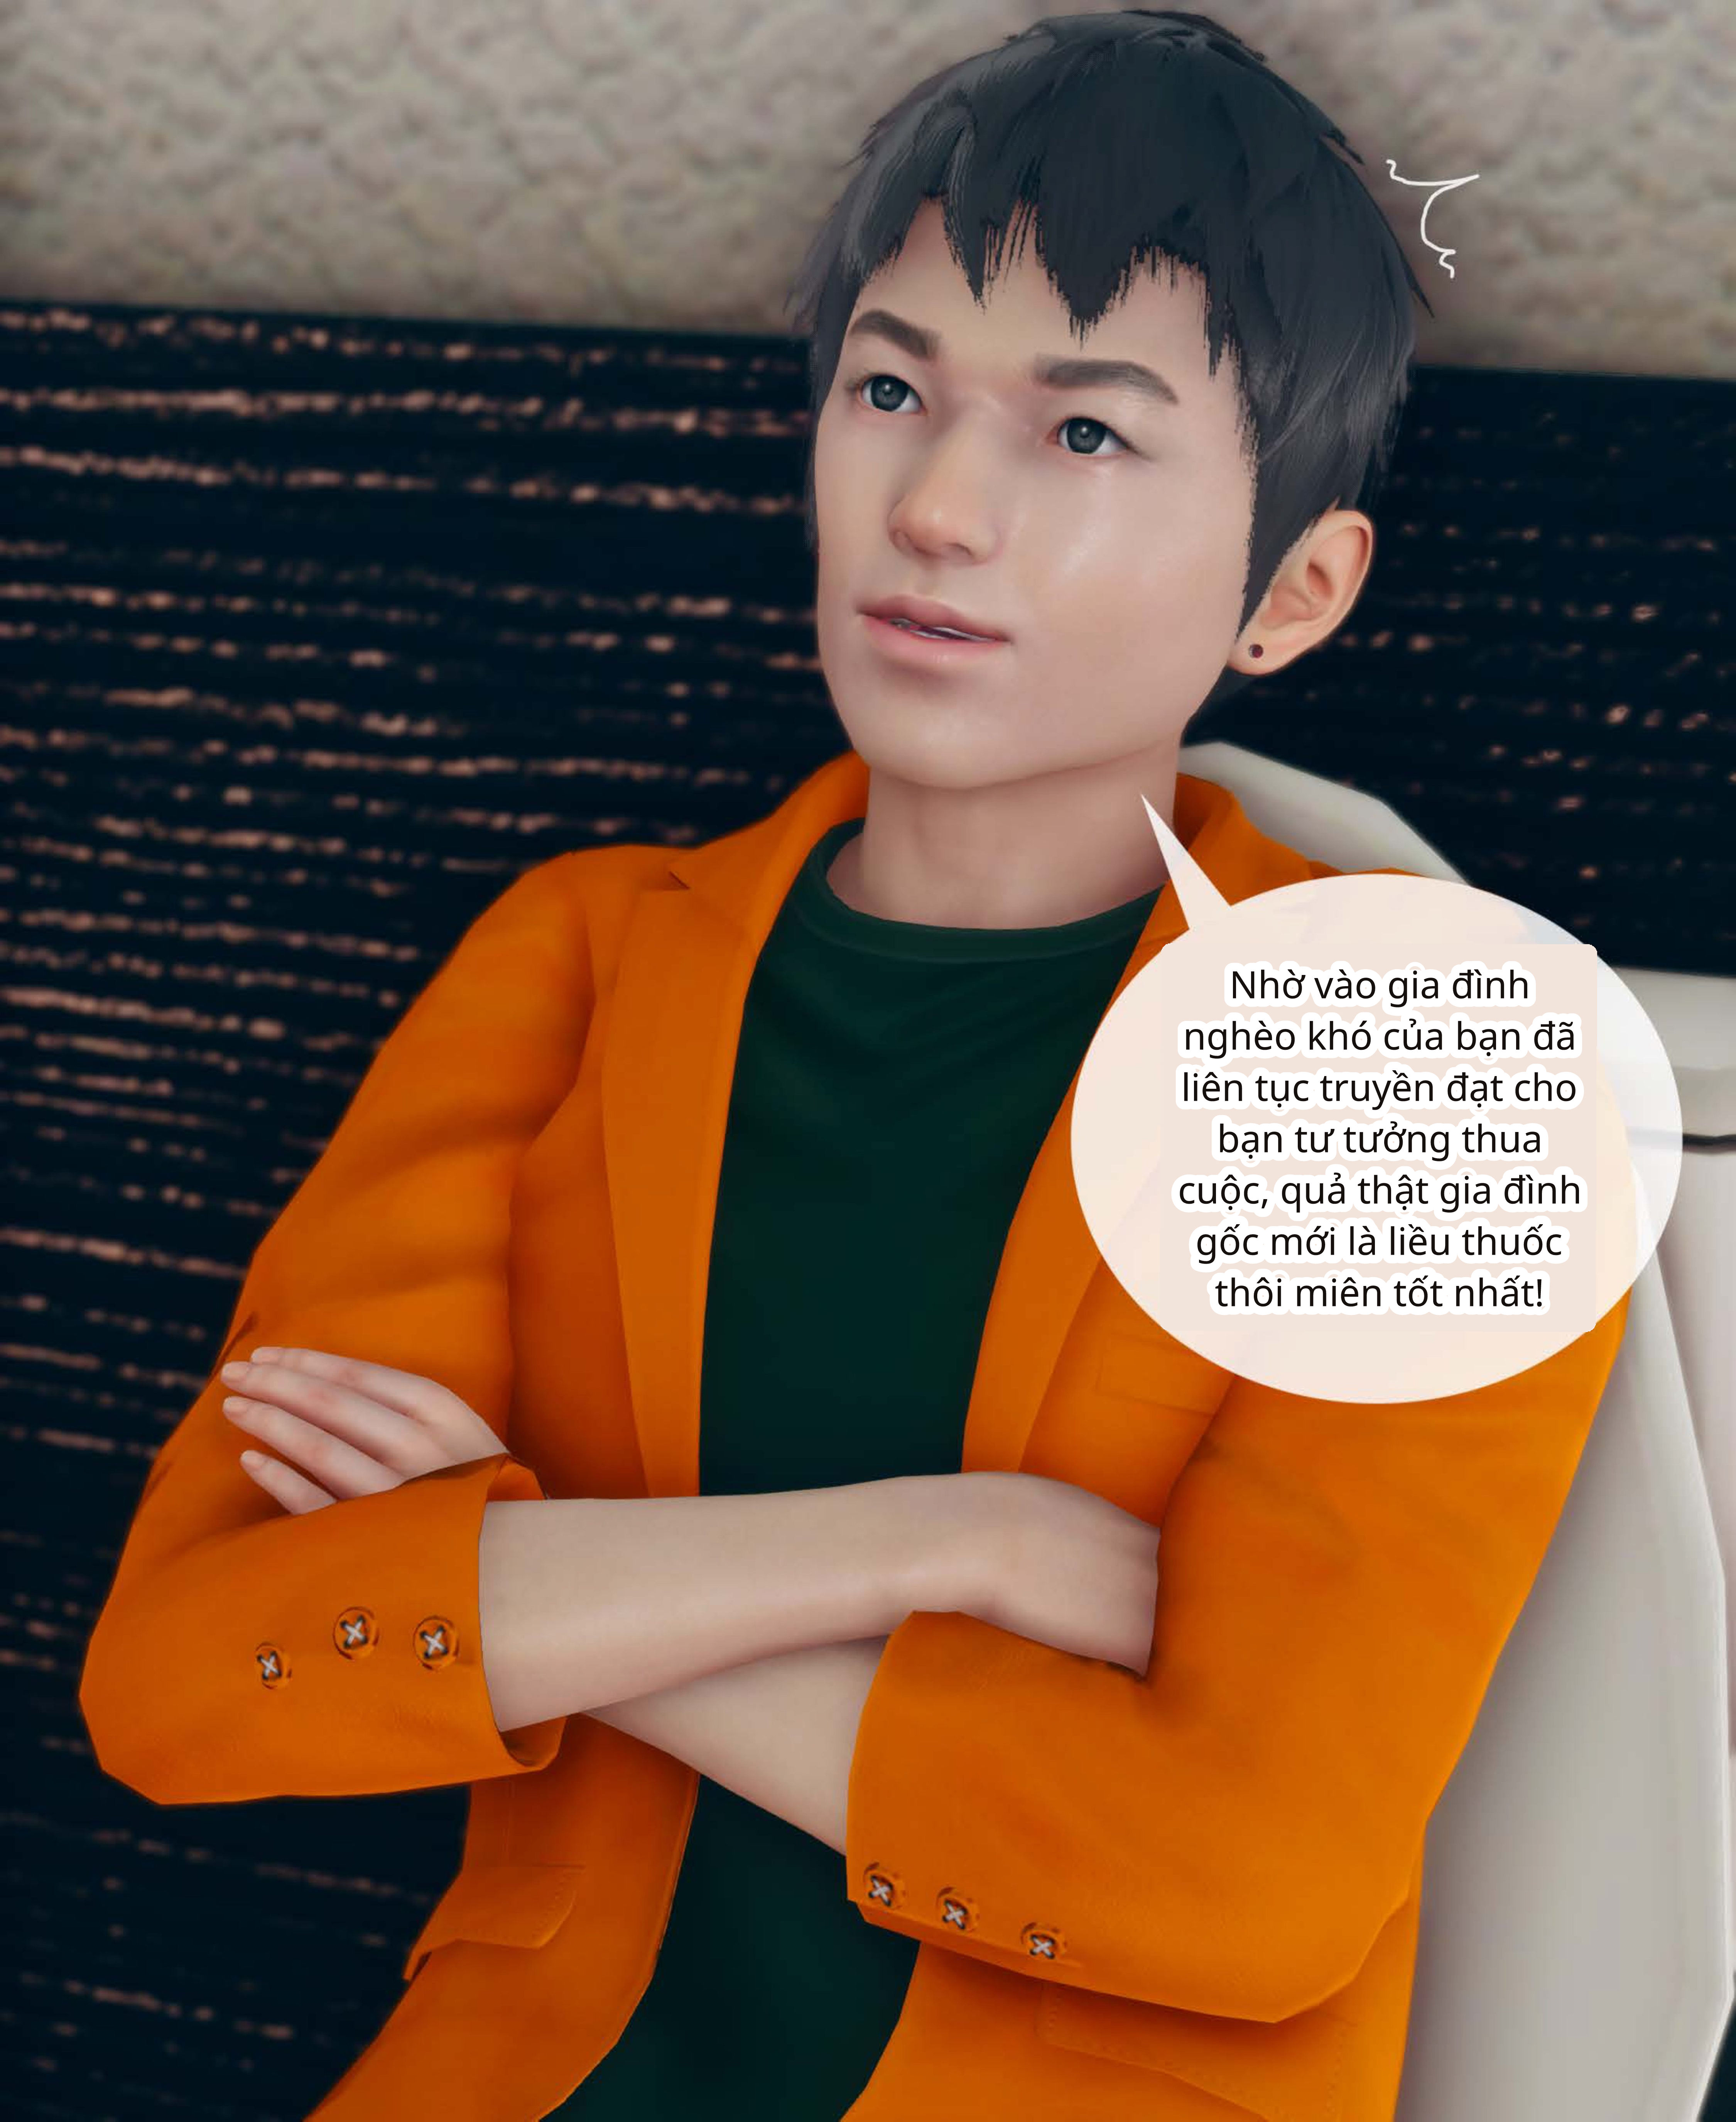 Nhờ vào gia đình
nghèo khó của bạn đã
liên tục truyền đạt cho
bạn tư tưởng thua
cuộc, quả thật gia đình
gốc mới là liều thuốc
thôi miên tốt nhất!